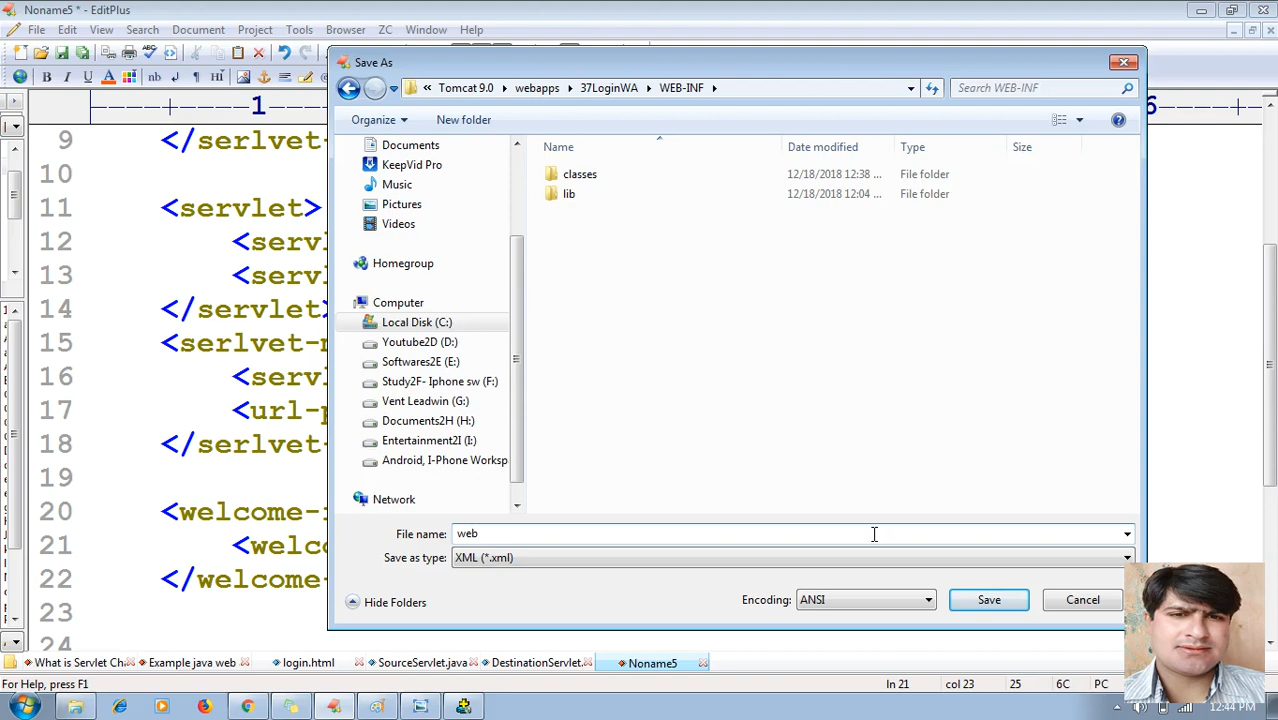 Noname5 * - EditPlus
File Edit View Search Document Project Tools Browser ZC Window Help
Save As
Tomcat 9.0 webapps 37LoginWA WEB-INF Search WEB-INF
Organize New folder
Name Date modified Type Size
classes 12/18/2018 12:38 ... File folder
lib 12/18/2018 12:04 ... File folder
Documents
KeepVid Pro
Music
Pictures
Videos
Homegroup
Computer
Local Disk (C:)
Youtube2D (D:)
Softwares2E (E:)
Study2F- Iphone sw (F:)
Vent Leadwin (G:)
Documents2H (H:)
Entertainment2I (I:)
Android, I-Phone Worksp
Network
File name: web
Save as type: XML (*.xml)
Hide Folders Encoding: ANSI Save Cancel
1 6
9 </serlvet-
10
11 <servlet>
12 <servl
13 <servl
14 </servlet>
15 <serlvet-m
16 <servl
17 <url-p
18 </serlvet-
19
20 <welcome-
21 <welco
22 </welcome-
23
24
What is Servlet Ch Example java web login.html SourceServlet.java DestinationServlet. Noname5
For Help, press F1 ln 21 col 23 25 6C PC
12:44 PM